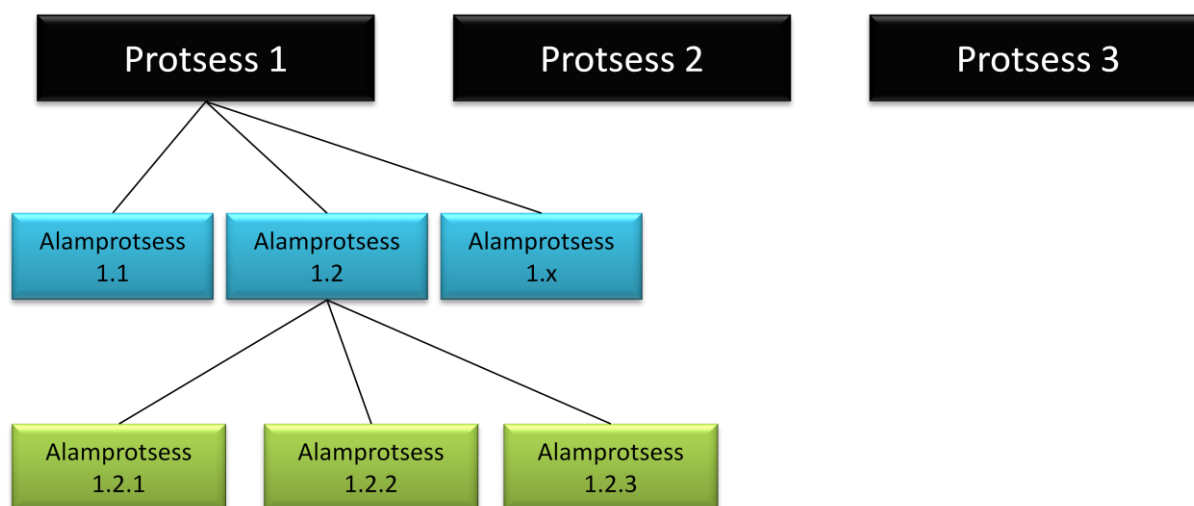 Protsess 1
Protsess 2
Protsess 3
Alamprotsess
1.1
Alamprotsess
1.2
Alamprotsess
1.x
Alamprotsess
1.2.1
Alamprotsess
1.2.2
Alamprotsess
1.2.3